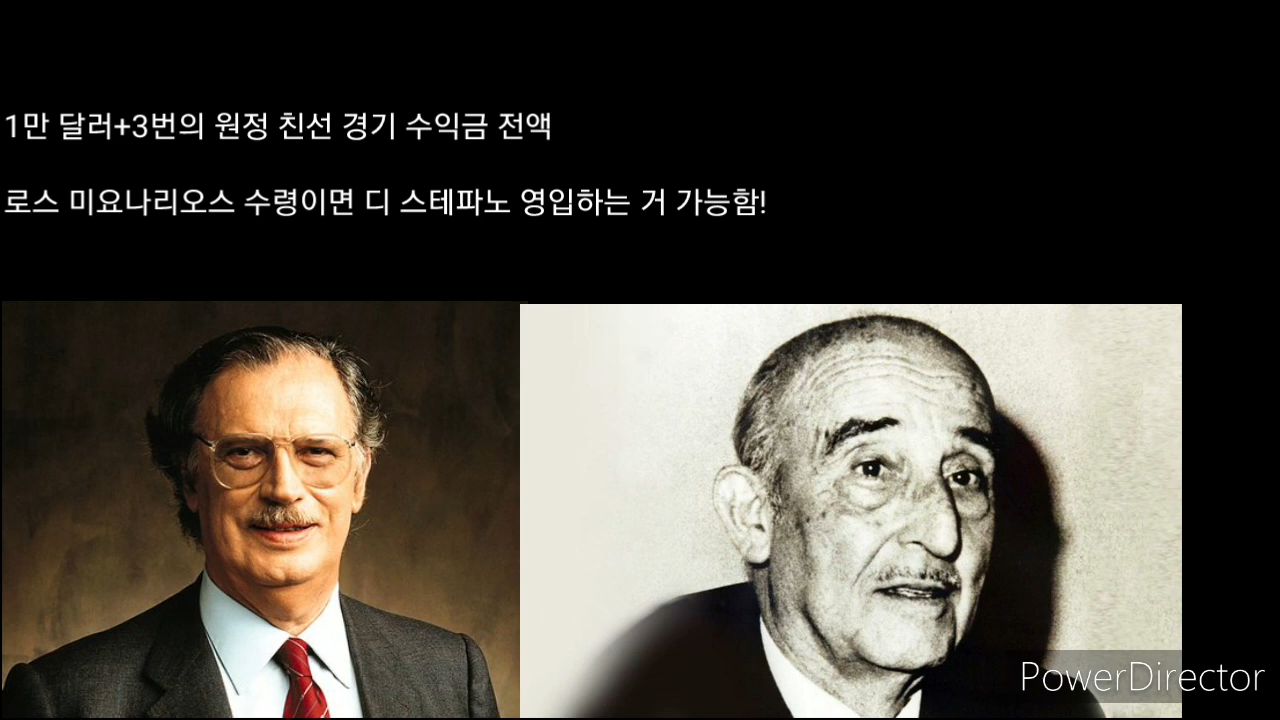 1만 달러+3번의 원정 친선 경기 수익금 전액
로스 미요나리오스 수령이면 디 스테파노 영입하는 거 가능함!
PowerDirector